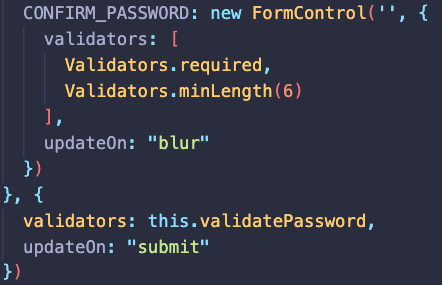 CONFIRM_PASSWORD: new FormControl('', {
validators: [
Validators.required,
Validators.minLength(6)
],
updateOn: "blur"
})
}, {
validators: this.validatePassword,
updateOn: "submit"
})